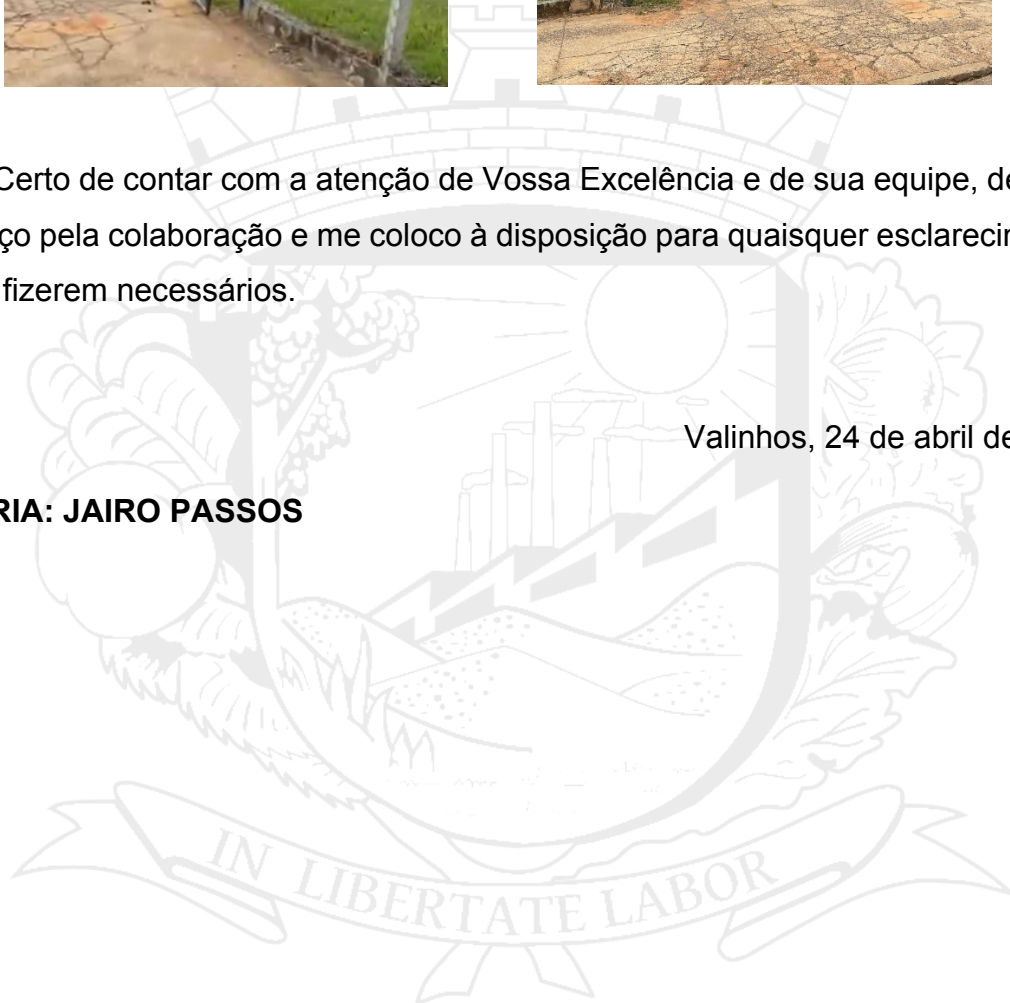 Certo de contar com a atenção de Vossa Excelência e de sua equipe, de
ço pela colaboração e me coloco à disposição para quaisquer esclareci
fizerem necessários.
Valinhos, 24 de abril de
RIA: JAIRO PASSOS
IN LIBERTATE LABOR